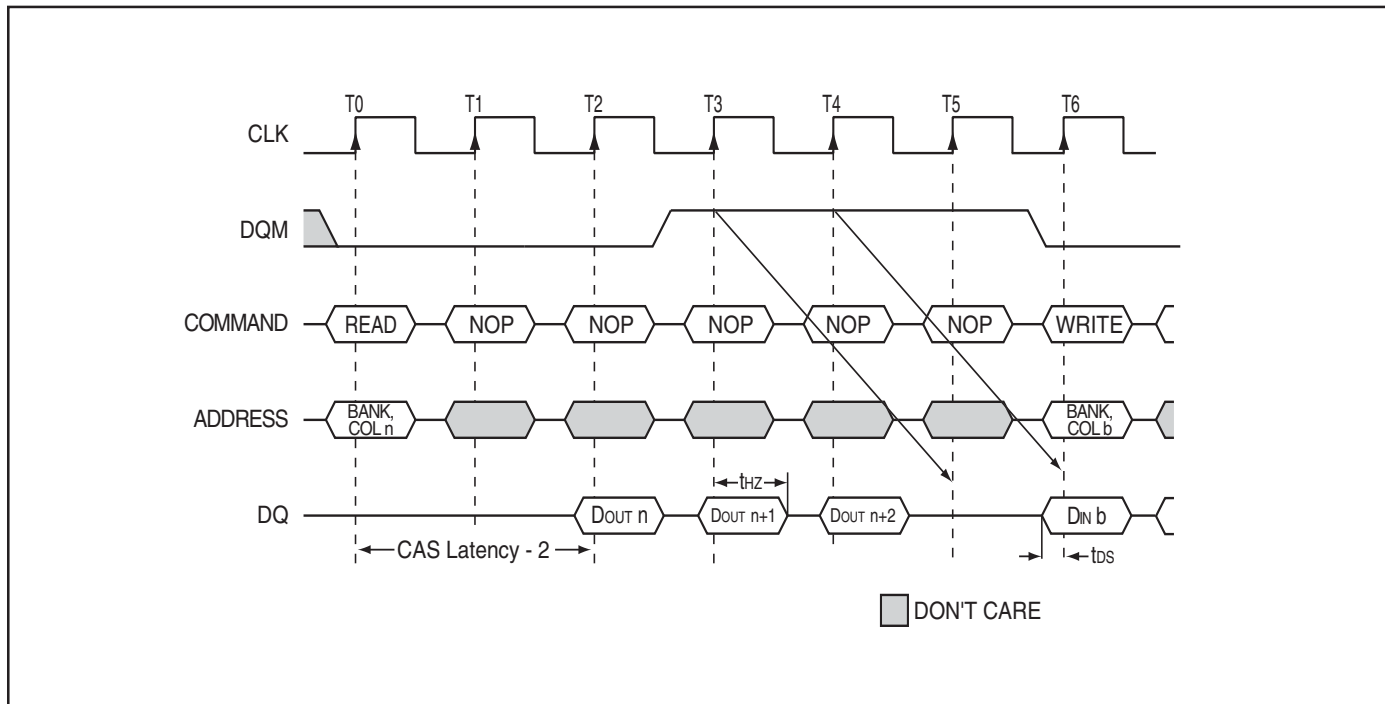 T0 T1 T2 T3 T4 T5 T6
CLK
DQM
COMMAND READ NOP NOP NOP NOP NOP WRITE
ADDRESS BANK, COL n BANK, COL b
tHZ
DQ DOUT n DOUT n+1 DOUT n+2 DIN b
CAS Latency - 2 tDS
DON'T CARE